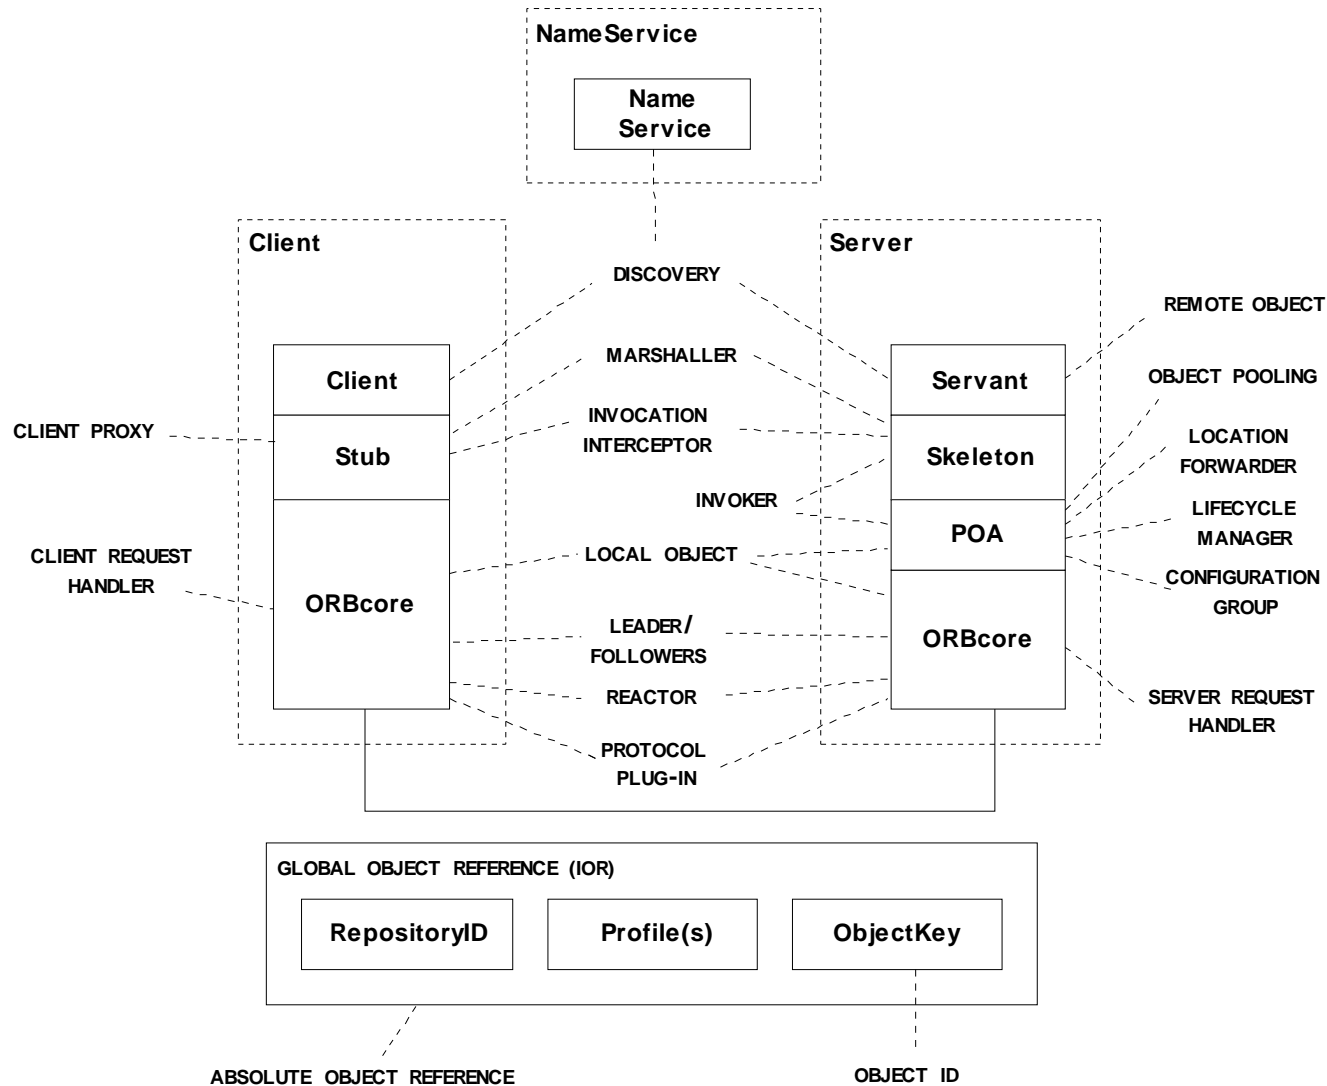 NameService
Name
Service
Client
Server
DISCOVERY
REMOTE OBJECT
MARSHALLER
Client
Servant
OBJECT POOLING
CLIENT PROXY
INVOCATION
INTERCEPTOR
Stub
Skeleton
LOCATION
FORWARDER
INVOKER
POA
LIFECYCLE
MANAGER
CLIENT REQUEST
HANDLER
LOCAL OBJECT
CONFIGURATION
GROUP
ORBcore
LEADER/
FOLLOWERS
ORBcore
REACTOR
SERVER REQUEST
HANDLER
PROTOCOL
PLUG-IN
GLOBAL OBJECT REFERENCE (IOR)
RepositoryID
Profile(s)
ObjectKey
ABSOLUTE OBJECT REFERENCE
OBJECT ID